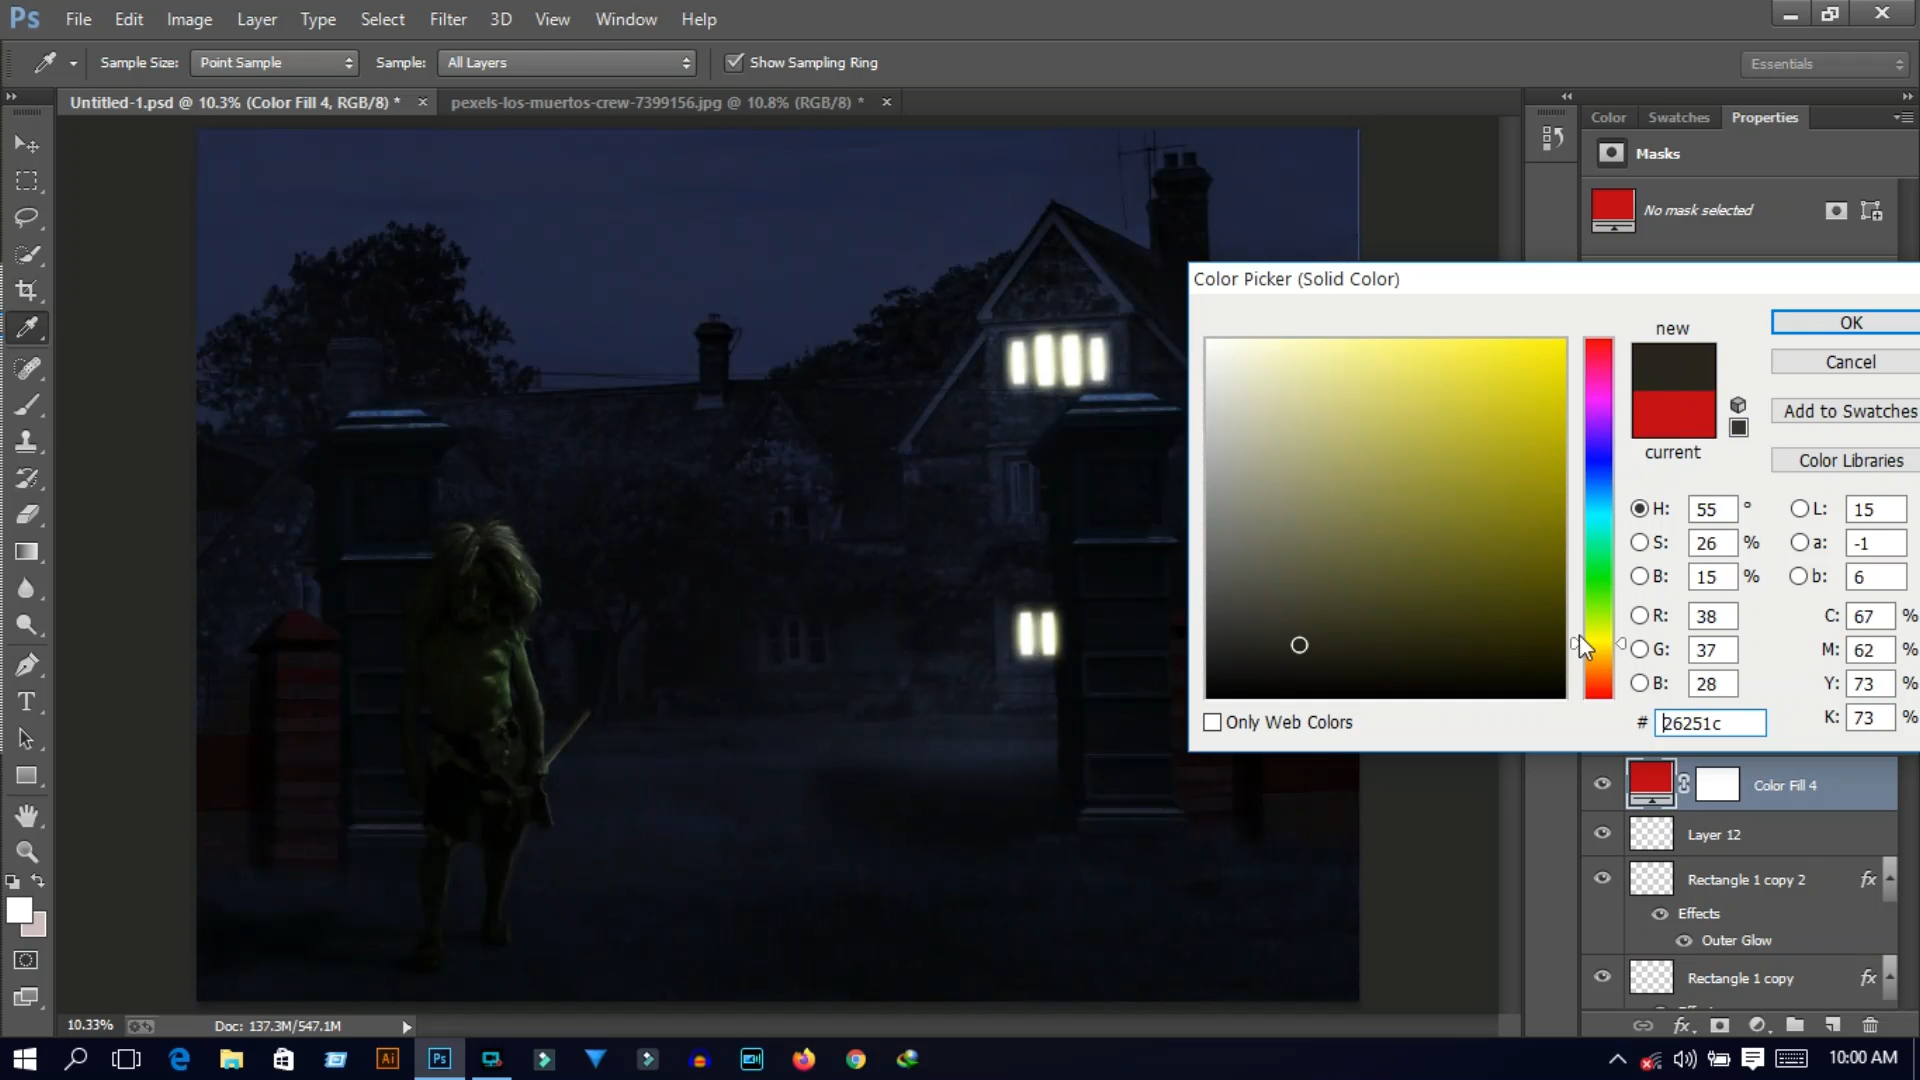 Ps File Edit Image Layer Type Select Filter 3D View Window Help
Sample Size: Point Sample Sample: All Layers Show Sampling Ring Essentials
Untitled-1.psd @ 10.3% (Color Fill 4, RGB/8) * pexels-los-muertos-crew-7399156.jpg @ 10.8% (RGB/8) *
Color Swatches Properties
Masks
No mask selected
Color Picker (Solid Color)
new
OK
Cancel
Add to Swatches
current
Color Libraries
H: 55 ° L: 15
S: 26 % a: -1
B: 15 % b: 6
R: 38 C: 67 %
G: 37 M: 62 %
B: 28 Y: 73 %
K: 73 %
Only Web Colors # 26251c
Color Fill 4
Layer 12
Rectangle 1 copy 2 fx
Effects
Outer Glow
Rectangle 1 copy fx
T
10.33% Doc: 137.3M/547.1M
fx
Ai Ps 10:00 AM